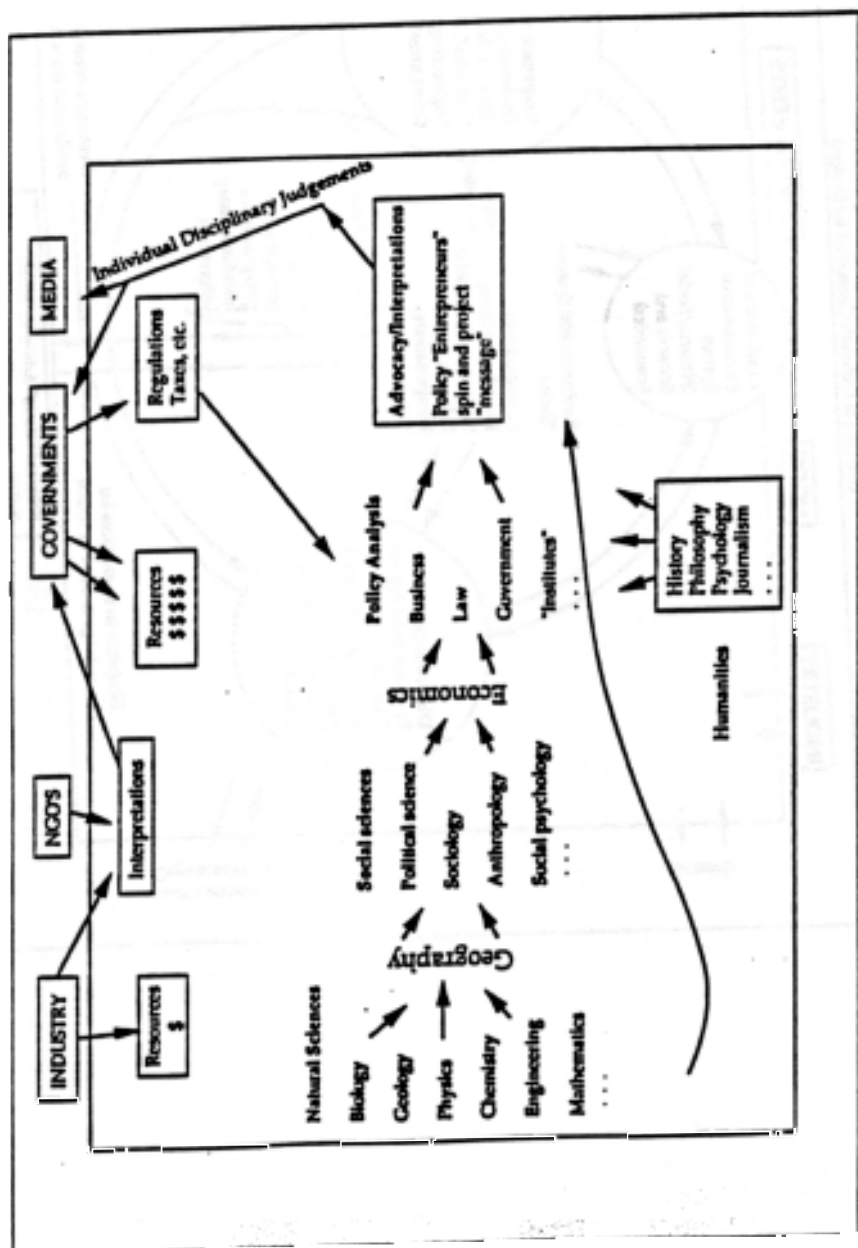 INDUSTRY
NGO'S
GOVERNMENTS
MEDIA
Resources
$
Interpretations
Resources
$$$$$
Regulations
Taxes, etc.
Individual Disciplinary Judgements
Natural Sciences
Biology
Geology
Physics
Chemistry
Engineering
Mathematics
. . .
Geography
Social sciences
Political science
Sociology
Anthropology
Social psychology
. . .
Economics
Policy Analysis
Business
Law
Government
"Institutes"
. . .
Advocacy/Interpretations
Policy "Entrepreneurs"
spin and project
"message"
Humanities
History
Philosophy
Psychology
Journalism
. . .